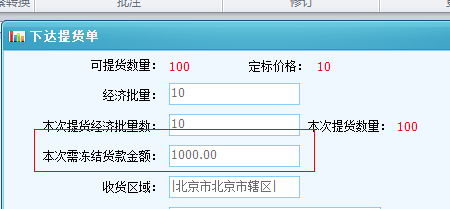 案转换 批注 修订
下达提货单
可提货数量： 100 定标价格： 10
经济批量： 10
本次提货经济批量数： 10 本次提货数量： 100
本次需冻结货款金额： 1000.00
收货区域： |北京市北京市辖区|